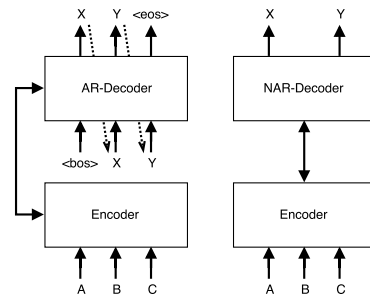 X Y <eos>
AR-Decoder
<bos> X Y
Encoder
A B C
X Y
NAR-Decoder
Encoder
A B C